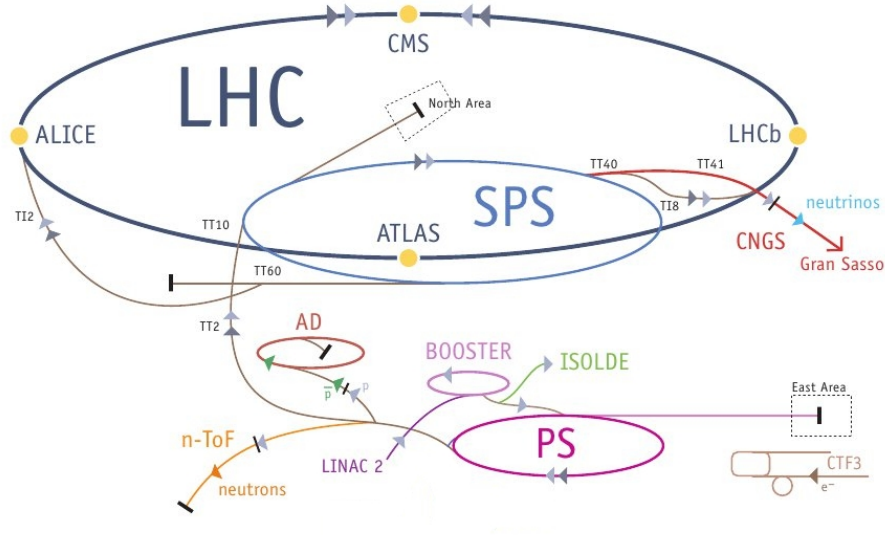 CMS
LHC
North Area
ALICE
LHCb
TT40
TT41
SPS
TI8
neutrinos
TI2
TT10
ATLAS
CNGS
Gran Sasso
TT60
TT2
AD
BOOSTER
ISOLDE
p
p̅
East Area
n-ToF
PS
LINAC 2
CTF3
neutrons
e⁻